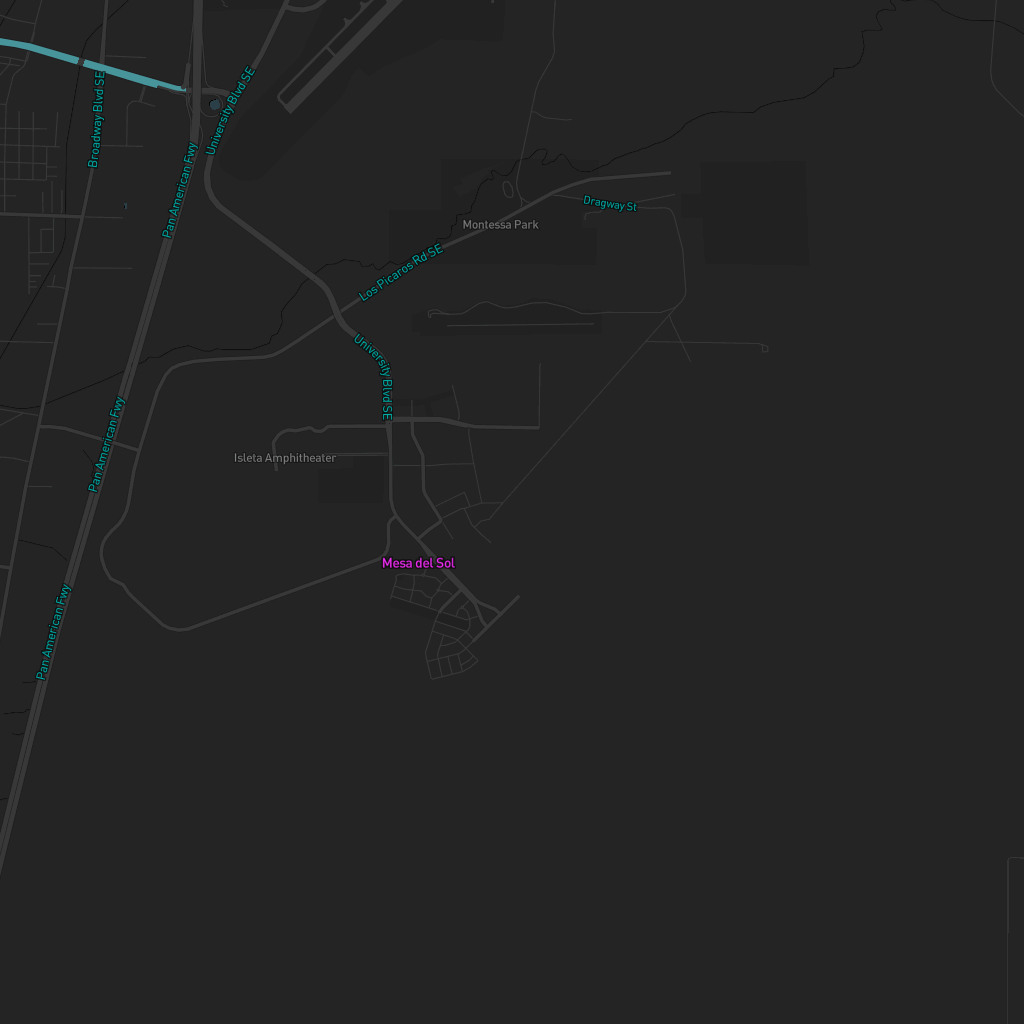 Broadway Blvd SE
University Blvd SE
Pan American Fwy
Dragway St
Montessa Park
Los Picaros Rd SE
University Blvd SE
Pan American Fwy
Isleta Amphitheater
Mesa del Sol
Pan American Fwy